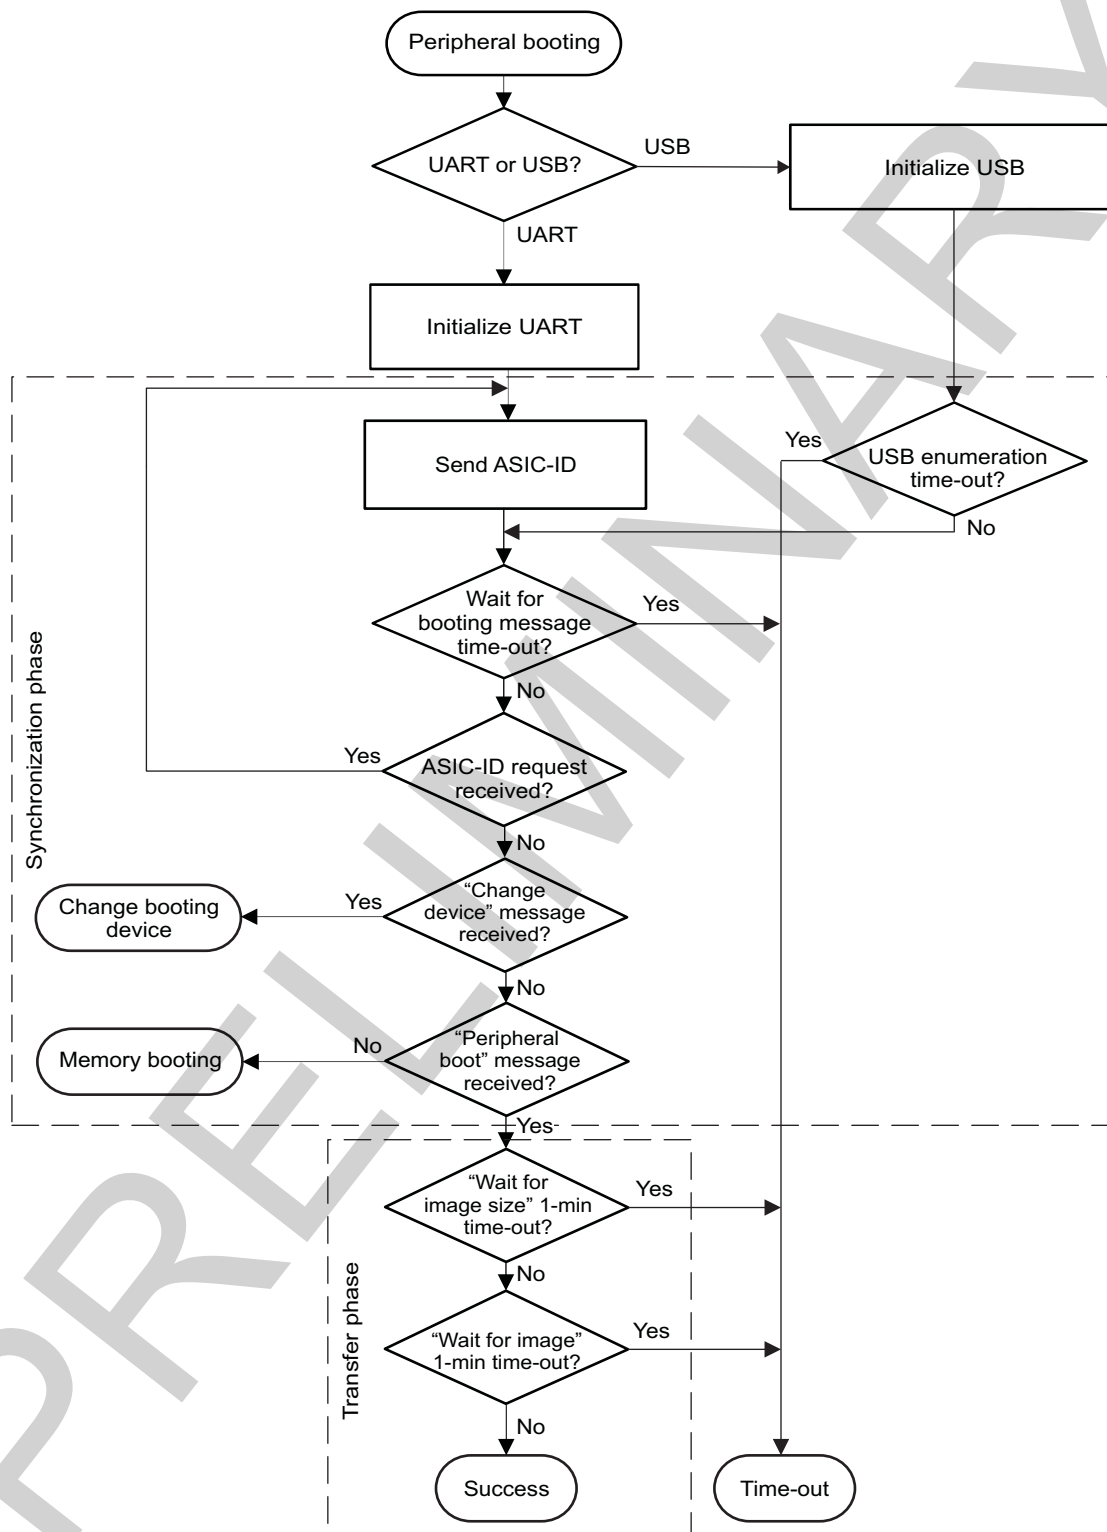 Peripheral booting
UART or USB?
USB
Initialize USB
UART
Initialize UART
Send ASIC-ID
Yes
USB enumeration
time-out?
No
Wait for
booting message
time-out?
Yes
No
Synchronization phase
ASIC-ID request
received?
Yes
No
“Change
device” message
received?
Yes
Change booting
device
No
“Peripheral
boot” message
received?
No
Memory booting
Yes
“Wait for
image size” 1-min
time-out?
Yes
No
Transfer phase
“Wait for image”
1-min time-out?
Yes
No
Success
Time-out
PRELIMINARY